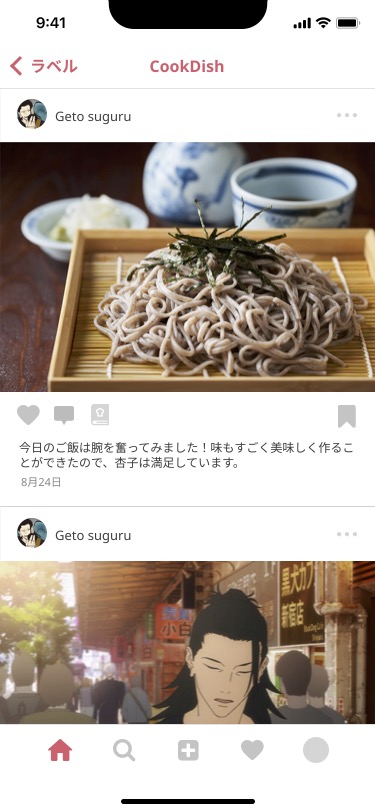 9:41
ラベル
CookDish
Geto suguru
今日のご飯は腕を奮ってみました！味もすごく美味しく作るこ
とができたので、杏子は満足しています。
8月24日
Geto suguru
黒犬カフ
新宿店
小白